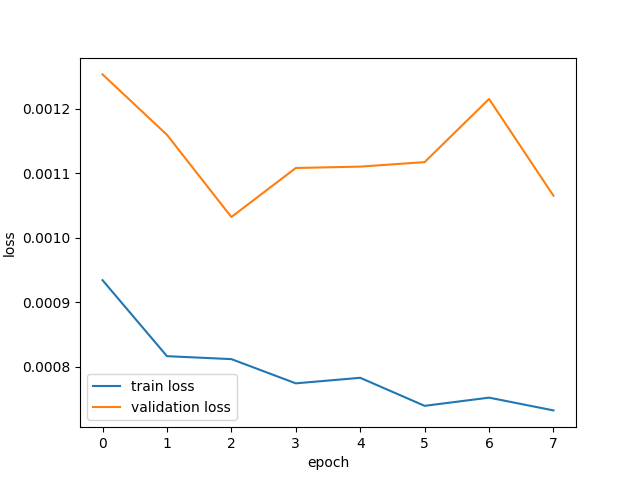 0.0012
0.0011
0.0010
0.0009
0.0008
loss
train loss
validation loss
0 1 2 3 4 5 6 7
epoch